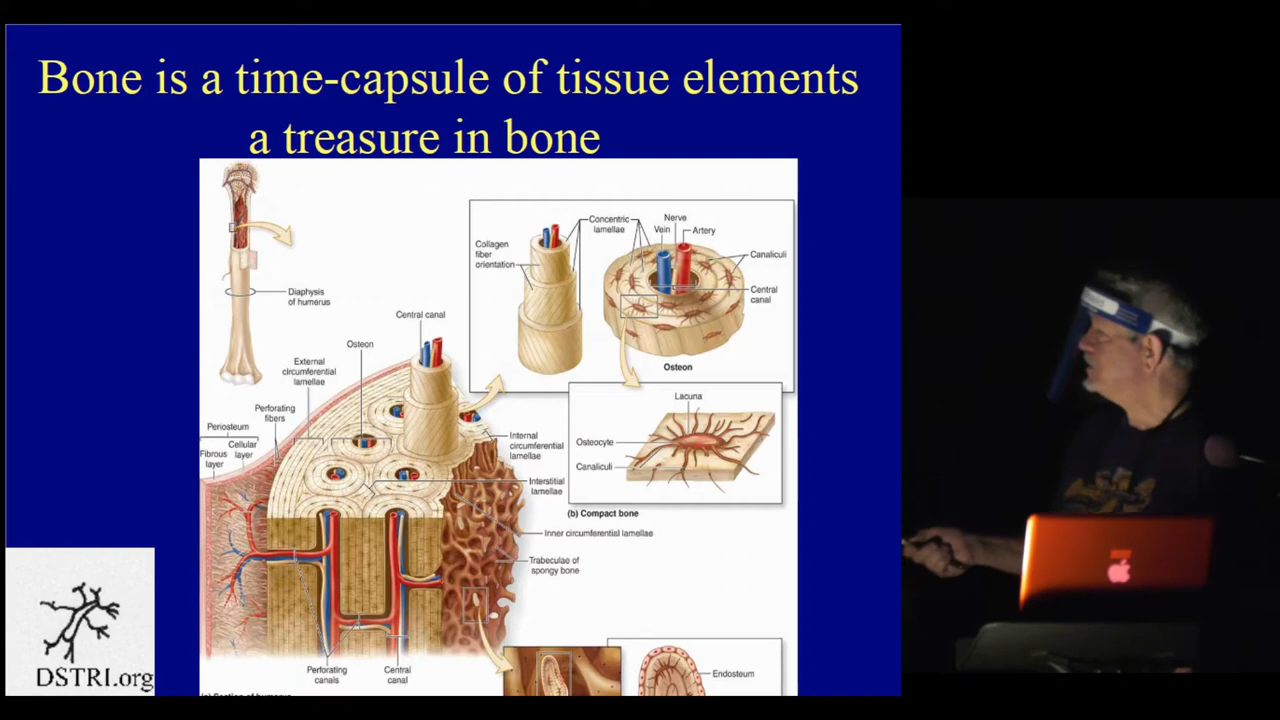 Bone is a time-capsule of tissue elements
a treasure in bone
Diaphysis
of humerus
Collagen
fiber
orientation
Concentric
lamellae
Nerve
Vein
Artery
Canaliculi
Central
canal
Osteon
Central canal
Osteon
External
circumferential
lamellae
Perforating
fibers
Periosteum
Fibrous
layer
Cellular
layer
Lacuna
Osteocyte
Canaliculi
(b) Compact bone
Internal
circumferential
lamellae
Interstitial
lamellae
Inner circumferential lamellae
Trabeculae of
spongy bone
Perforating
canals
Central
canal
Endosteum
DSTRI.org